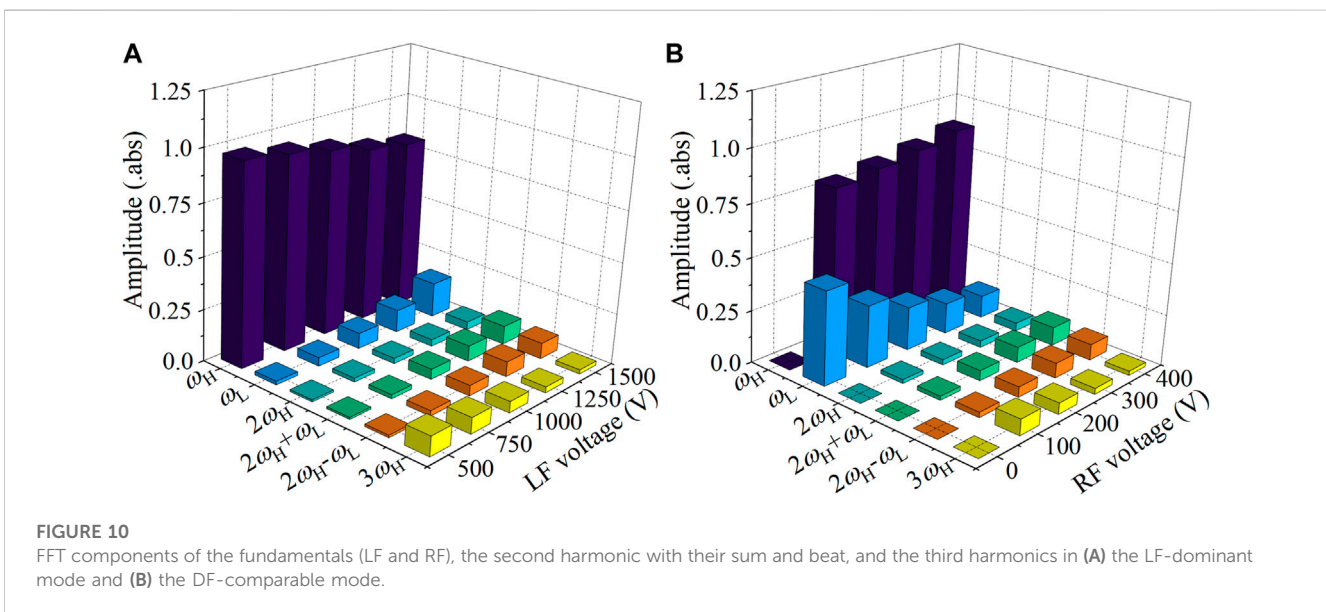 A
Amplitude (.abs)
1.25
1.0
0.75
0.5
0.25
0.0
ωH
ωL
2ωH
2ωH+ωL
2ωH-ωL
3ωH
500
750
1000
1250
1500
LF voltage (V)
B
Amplitude (.abs)
1.25
1.0
0.75
0.5
0.25
0.0
ωH
ωL
2ωH
2ωH+ωL
2ωH-ωL
3ωH
0
100
200
300
400
RF voltage (V)
FIGURE 10
FFT components of the fundamentals (LF and RF), the second harmonic with their sum and beat, and the third harmonics in (A) the LF-dominant
mode and (B) the DF-comparable mode.